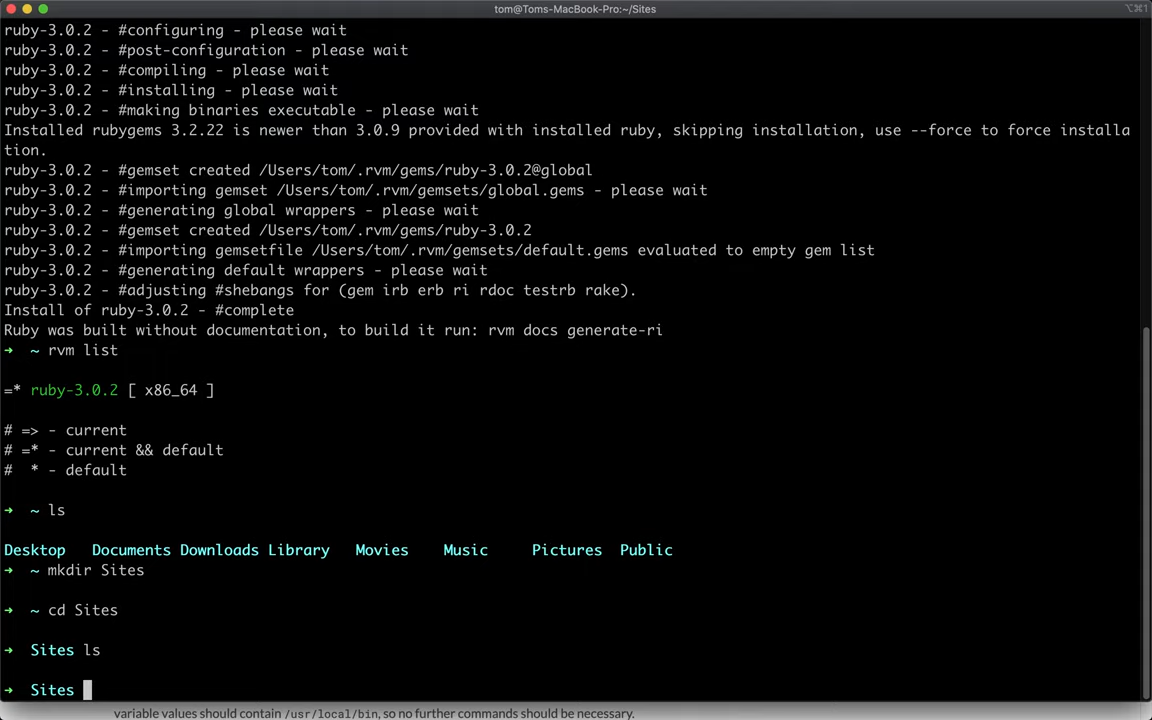 tom@Toms-MacBook-Pro:~/Sites
⌥⌘1
ruby-3.0.2 - #configuring - please wait
ruby-3.0.2 - #post-configuration - please wait
ruby-3.0.2 - #compiling - please wait
ruby-3.0.2 - #installing - please wait
ruby-3.0.2 - #making binaries executable - please wait
Installed rubygems 3.2.22 is newer than 3.0.9 provided with installed ruby, skipping installation, use --force to force installa
tion.
ruby-3.0.2 - #gemset created /Users/tom/.rvm/gems/ruby-3.0.2@global
ruby-3.0.2 - #importing gemset /Users/tom/.rvm/gemsets/global.gems - please wait
ruby-3.0.2 - #generating global wrappers - please wait
ruby-3.0.2 - #gemset created /Users/tom/.rvm/gems/ruby-3.0.2
ruby-3.0.2 - #importing gemsetfile /Users/tom/.rvm/gemsets/default.gems evaluated to empty gem list
ruby-3.0.2 - #generating default wrappers - please wait
ruby-3.0.2 - #adjusting #shebangs for (gem irb erb ri rdoc testrb rake).
Install of ruby-3.0.2 - #complete
Ruby was built without documentation, to build it run: rvm docs generate-ri
➜  ~ rvm list
=* ruby-3.0.2 [ x86_64 ]
# => - current
# =* - current && default
#  * - default
➜  ~ ls
Desktop   Documents Downloads Library   Movies    Music     Pictures  Public
➜  ~ mkdir Sites
➜  ~ cd Sites
➜  Sites ls
➜  Sites
variable values should contain /usr/local/bin, so no further commands should be necessary.